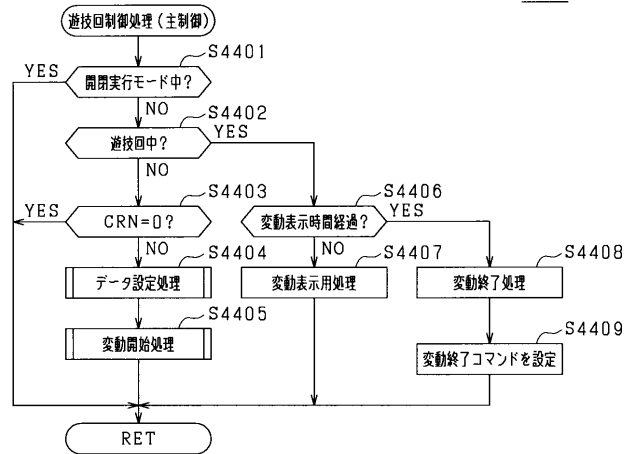 遊技回制御処理(主制御)
S4401
YES
開閉実行モード中?
NO
S4402
遊技回中?
YES
NO
S4403
YES
CRN=0?
NO
S4406
変動表示時間経過?
YES
NO
S4404
データ設定処理
S4407
変動表示用処理
S4408
変動終了処理
S4405
変動開始処理
S4409
変動終了コマンドを設定
RET